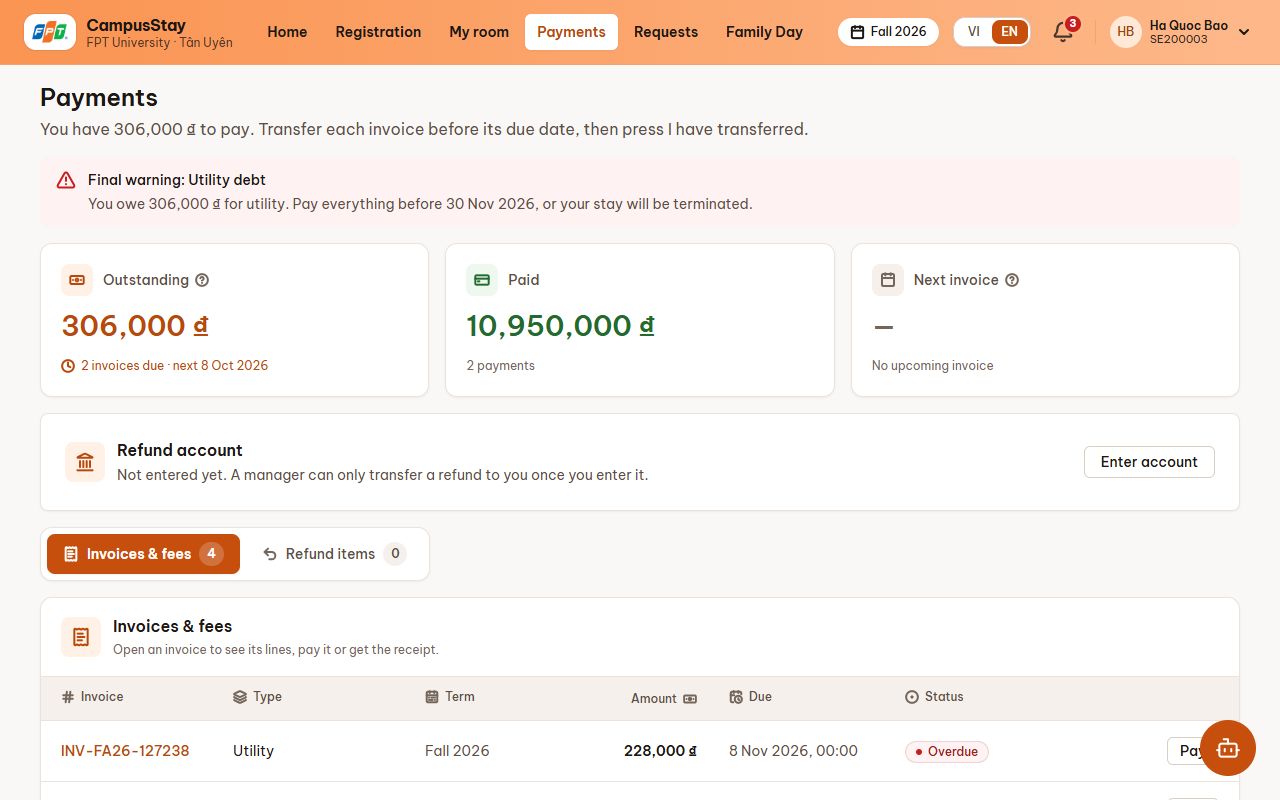 FPT
CampusStay
FPT University · Tân Uyên
Home
Registration
My room
Payments
Requests
Family Day
Fall 2026
VI
EN
3
HB
Ha Quoc Bao
SE200003
Payments
You have 306,000 ₫ to pay. Transfer each invoice before its due date, then press I have transferred.
Final warning: Utility debt
You owe 306,000 ₫ for utility. Pay everything before 30 Nov 2026, or your stay will be terminated.
Outstanding
306,000 ₫
2 invoices due · next 8 Oct 2026
Paid
10,950,000 ₫
2 payments
Next invoice
—
No upcoming invoice
Refund account
Not entered yet. A manager can only transfer a refund to you once you enter it.
Enter account
Invoices & fees 4
Refund items 0
Invoices & fees
Open an invoice to see its lines, pay it or get the receipt.
Invoice
Type
Term
Amount
Due
Status
INV-FA26-127238
Utility
Fall 2026
228,000 ₫
8 Nov 2026, 00:00
Overdue
Pay